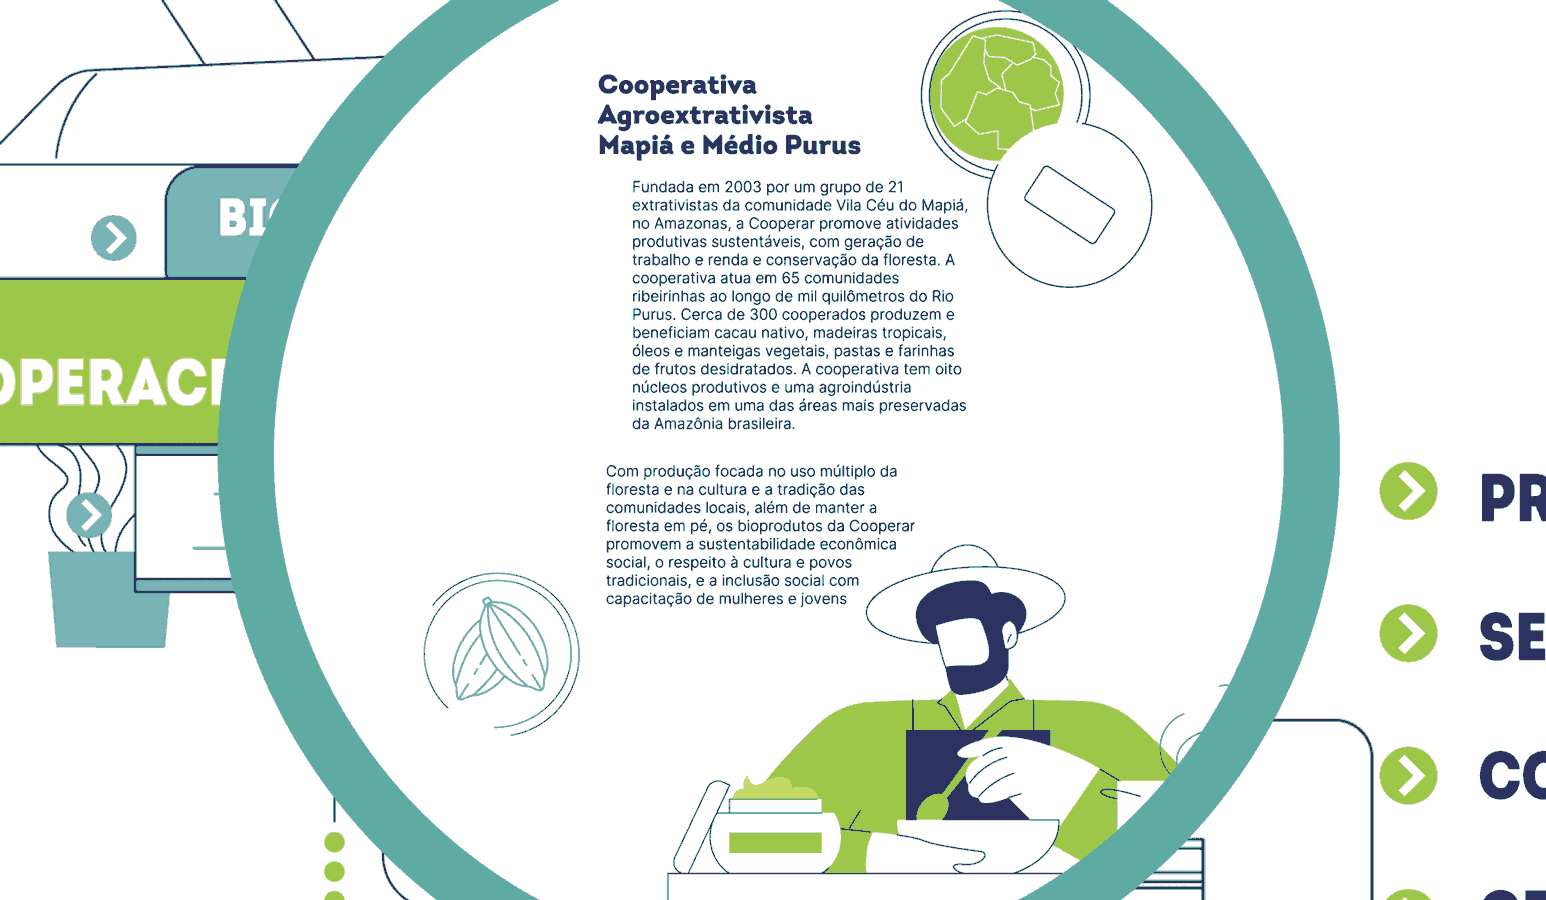 Cooperativa
Agroextrativista
Mapiá e Médio Purus
Fundada em 2003 por um grupo de 21
extrativistas da comunidade Vila Céu do Mapiá,
no Amazonas, a Cooperar promove atividades
produtivas sustentáveis, com geração de
trabalho e renda e conservação da floresta. A
cooperativa atua em 65 comunidades
ribeirinhas ao longo de mil quilômetros do Rio
Purus. Cerca de 300 cooperados produzem e
beneficiam cacau nativo, madeiras tropicais,
óleos e manteigas vegetais, pastas e farinhas
de frutos desidratados. A cooperativa tem oito
núcleos produtivos e uma agroindústria
instalados em uma das áreas mais preservadas
da Amazônia brasileira.
Com produção focada no uso múltiplo da
floresta e na cultura e a tradição das
comunidades locais, além de manter a
floresta em pé, os bioprodutos da Cooperar
promovem a sustentabilidade econômica
social, o respeito à cultura e povos
tradicionais, e a inclusão social com
capacitação de mulheres e jovens